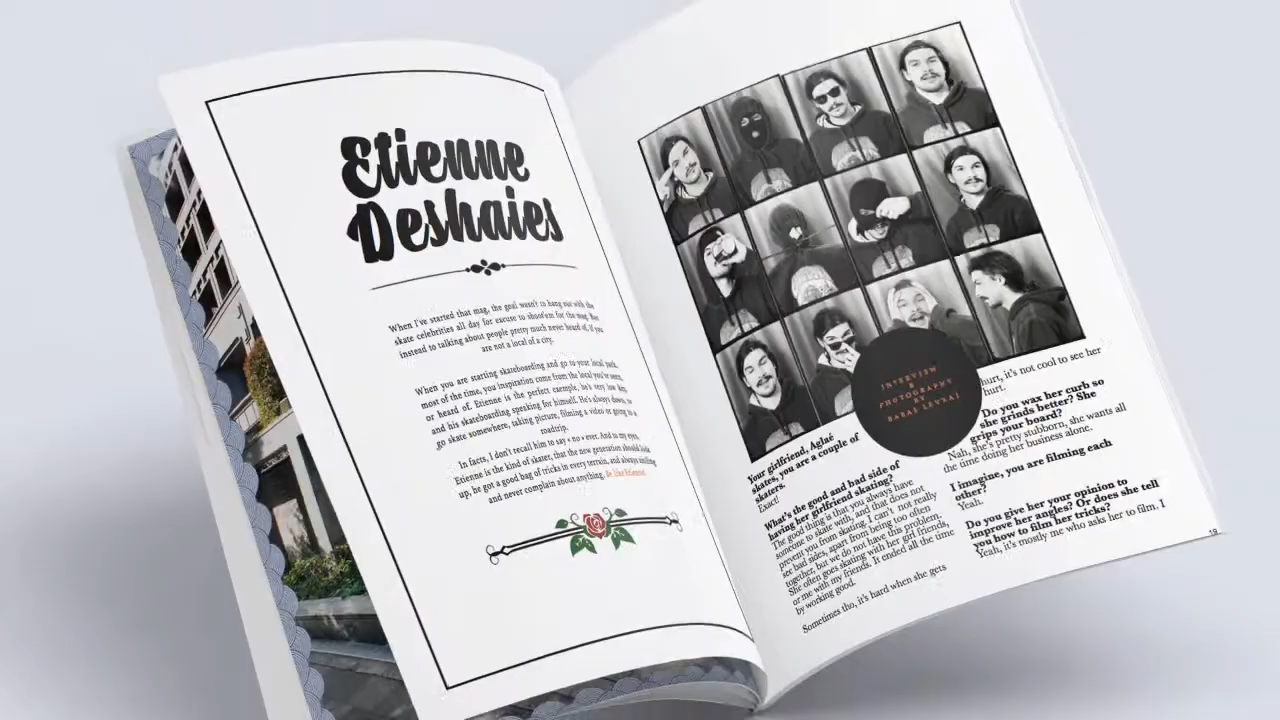 Etienne
Deshaies
When I've started that mag, the goal wasn't to hang out with the
skate celebrities all day for excuse to shoot'em for the mag. But
instead to talking about people pretty much never heard of, if you
are not a local of a city.
When you are starting skateboarding and go to your local park,
most of the time, you inspiration come from the local you've seen,
or heard of. Etienne is the perfect exemple, he's very low key,
and his skateboarding speaking for himself. He's always down, to
go skate somewhere, taking picture, filming a video or going to a
roadtrip.
In facts, I don't recall him to say « no » ever. And to my eyes,
Etienne is the kind of skater, that the new generation should look
up, he got a good bag of tricks in every terrain, and always smiling
and never complain about anything. Be like Etienne!
INTERVIEW
&
PHOTOGRAPHY
BY
Your girlfriend, Aglaé
skates, you are a couple of
skaters.
Exact!
What's the good and bad side of
having her girlfriend skating?
The good thing is that you always have
someone to skate with, and that does not
prevent you from skating. I can't not really
see bad sides, apart from being too often
together, but we do not have this problem.
She often goes skating with her girl friends,
or me with my friends. It ended all the time
by working good.
Sometimes tho, it's hard when she gets
hurt, it's not cool to see her
hurt.
Do you wax her curb so
she grinds better? She
grips your board?
Nah, she's pretty stubborn, she wants all
the time doing her business alone.
I imagine, you are filming each
other?
Yeah.
Do you give her your opinion to
improve her angles? Or does she tell
you how to film her tricks?
Yeah, it's mostly me who asks her to film. I